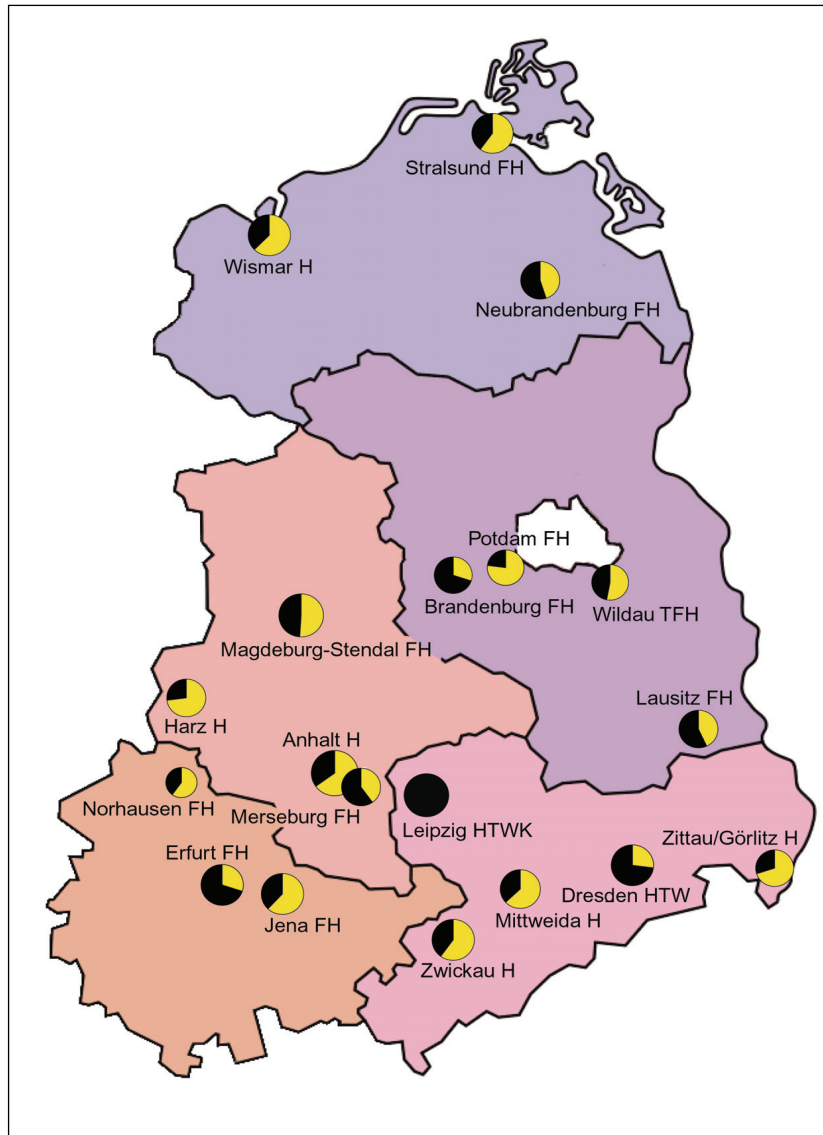 Stralsund FH
Wismar H
Neubrandenburg FH
Potdam FH
Brandenburg FH
Wildau TFH
Magdeburg-Stendal FH
Lausitz FH
Harz H
Anhalt H
Norhausen FH
Merseburg FH
Leipzig HTWK
Zittau/Görlitz H
Erfurt FH
Dresden HTW
Mittweida H
Jena FH
Zwickau H